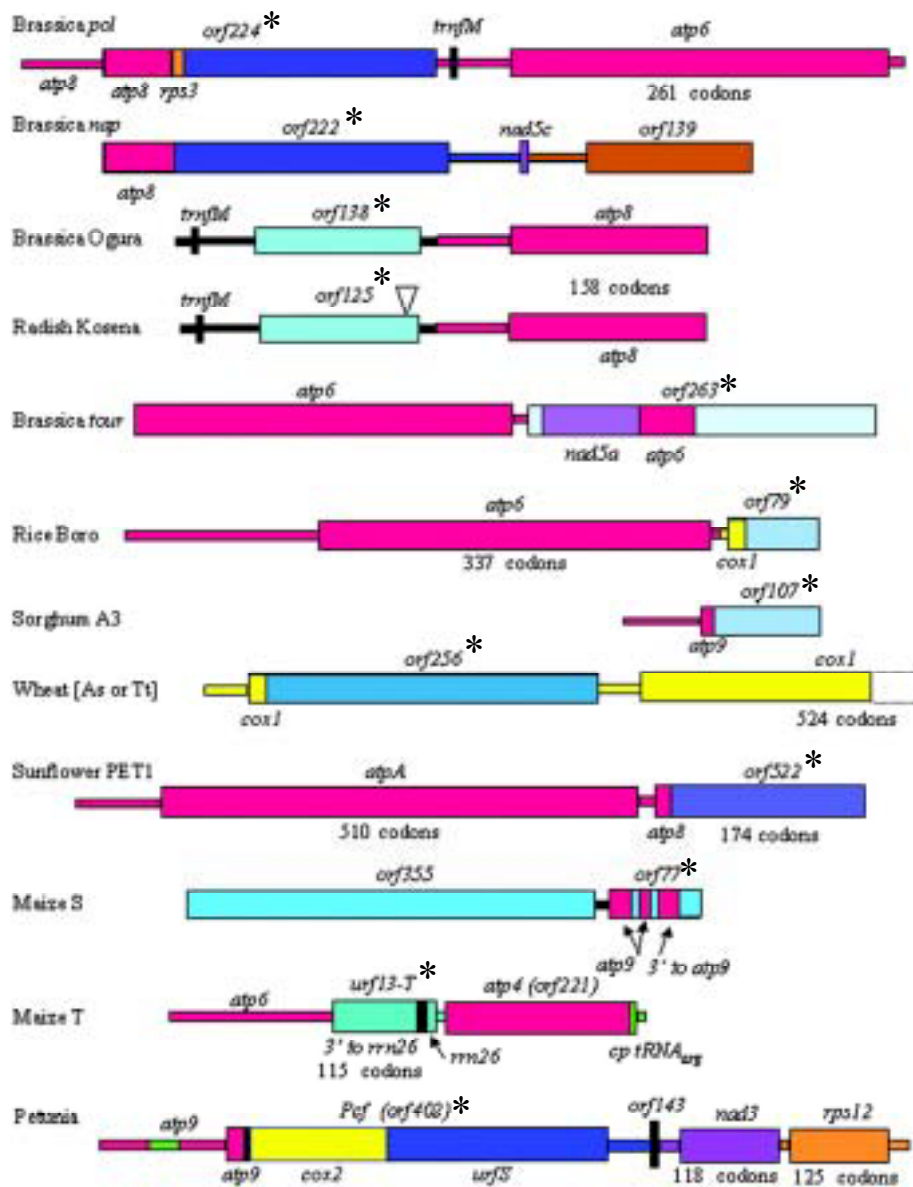 Brassica pol
orf224*
trnfM
atp6
atp8
atp8 rps3
261 codons
Brassica nap
orf222*
nad5c
orf139
atp8
trnfM
orf138*
atp8
Brassica Ogura
trnfM
orf125*
158 codons
Radish Kosena
atp8
atp6
orf263*
Brassica tour
nad5a
atp6
atp6
orf79*
Rice Boro
337 codons
cox1
orf107*
Sorghum A3
atp9
orf256*
cox1
Wheat [As or Tt]
cox1
524 codons
Sunflower PET1
atpA
orf522*
510 codons
atp8
174 codons
orf355
orf77*
Maize S
atp9
3' to atp9
urf13-T*
atp6
atp4 (orf221)
Maize T
3' to rrn26
rrn26
cp tRNAarg
115 codons
Petunia
atp9
Pcf (orf402)*
orf143
nad3
rps12
atp9
cox2
urfS
118 codons
125 codons